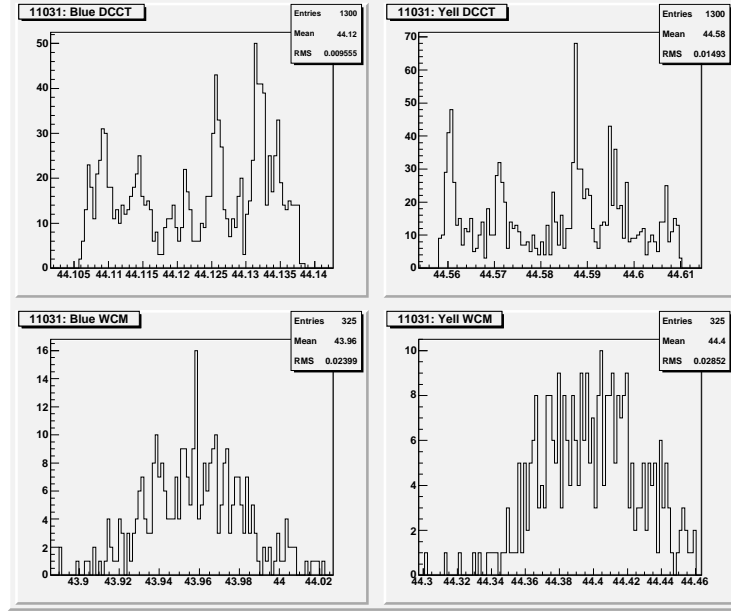 11031: Blue DCCT
Entries 1300
Mean 44.12
RMS 0.009555
50
40
30
20
10
0
44.105 44.11 44.115 44.12 44.125 44.13 44.135 44.14
11031: Yell DCCT
Entries 1300
Mean 44.58
RMS 0.01493
70
60
50
40
30
20
10
0
44.56 44.57 44.58 44.59 44.6 44.61
11031: Blue WCM
Entries 325
Mean 43.96
RMS 0.02399
16
14
12
10
8
6
4
2
0
43.9 43.92 43.94 43.96 43.98 44 44.02
11031: Yell WCM
Entries 325
Mean 44.4
RMS 0.02852
10
8
6
4
2
0
44.3 44.32 44.34 44.36 44.38 44.4 44.42 44.44 44.46